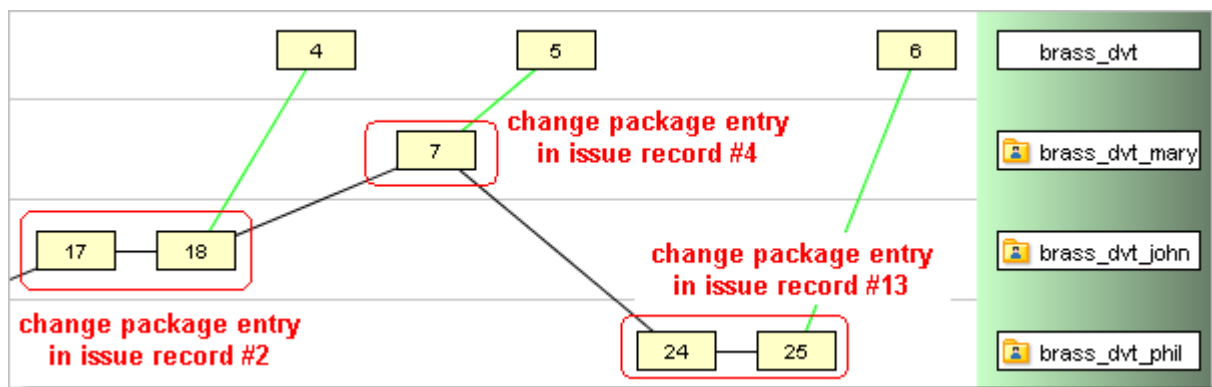 4
5
6
brass_dvt
change package entry
in issue record #4
7
brass_dvt_mary
17
18
change package entry
in issue record #13
brass_dvt_john
change package entry
in issue record #2
24
25
brass_dvt_phil